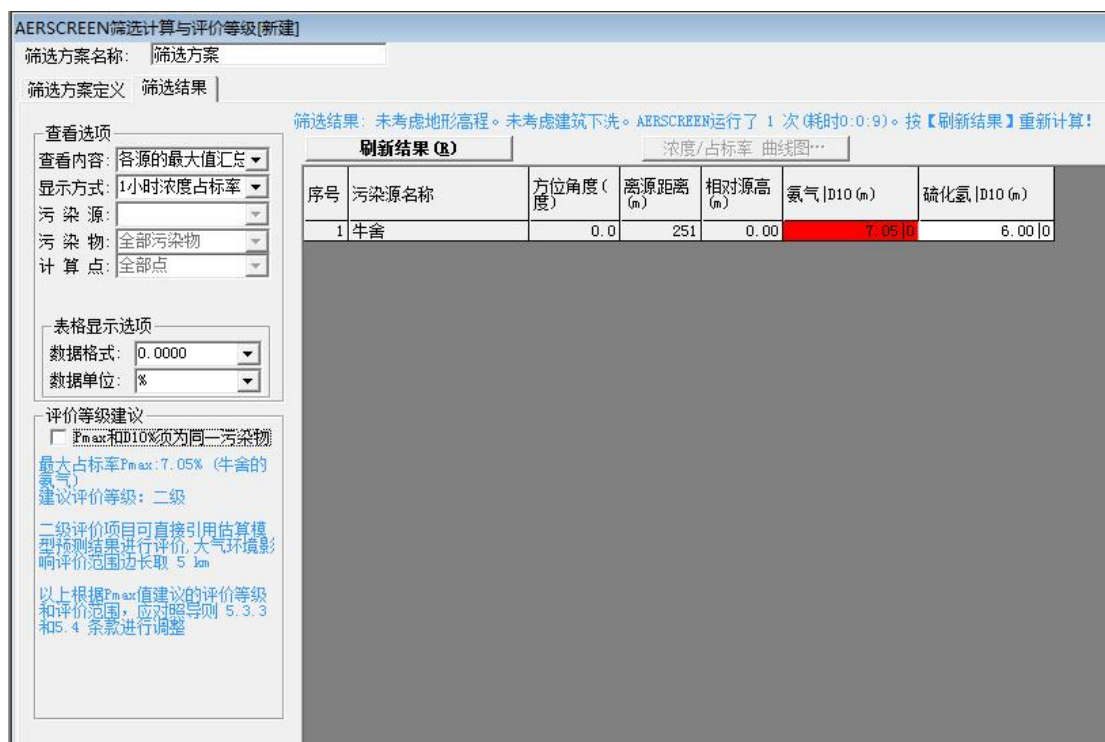 AERSCREEN筛选计算与评价等级[新建]
筛选方案名称: 筛选方案
筛选方案定义 筛选结果
筛选结果: 未考虑地形高程。未考虑建筑下洗。AERSCREEN运行了 1 次(耗时0:0:9)。按【刷新结果】重新计算!
刷新结果(R) 浓度/占标率 曲线图…
查看选项
查看内容: 各源的最大值汇总
显示方式: 1小时浓度占标率
污 染 源:
污 染 物: 全部污染物
计 算 点: 全部点
表格显示选项
数据格式: 0.0000
数据单位: %
评价等级建议
Pmax和D10%须为同一污染物
最大占标率Pmax:7.05% (牛舍的
氨气)
建议评价等级: 二级
二级评价项目可直接引用估算模
型预测结果进行评价,大气环境影
响评价范围边长取 5 km
以上根据Pmax值建议的评价等级
和评价范围,应对照导则 5.3.3
和5.4 条款进行调整
序号 污染源名称 方位角度(度) 离源距离(m) 相对源高(m) 氨气|D10(m) 硫化氢|D10(m)
1 牛舍 0.0 251 0.00 7.05|0 6.00|0